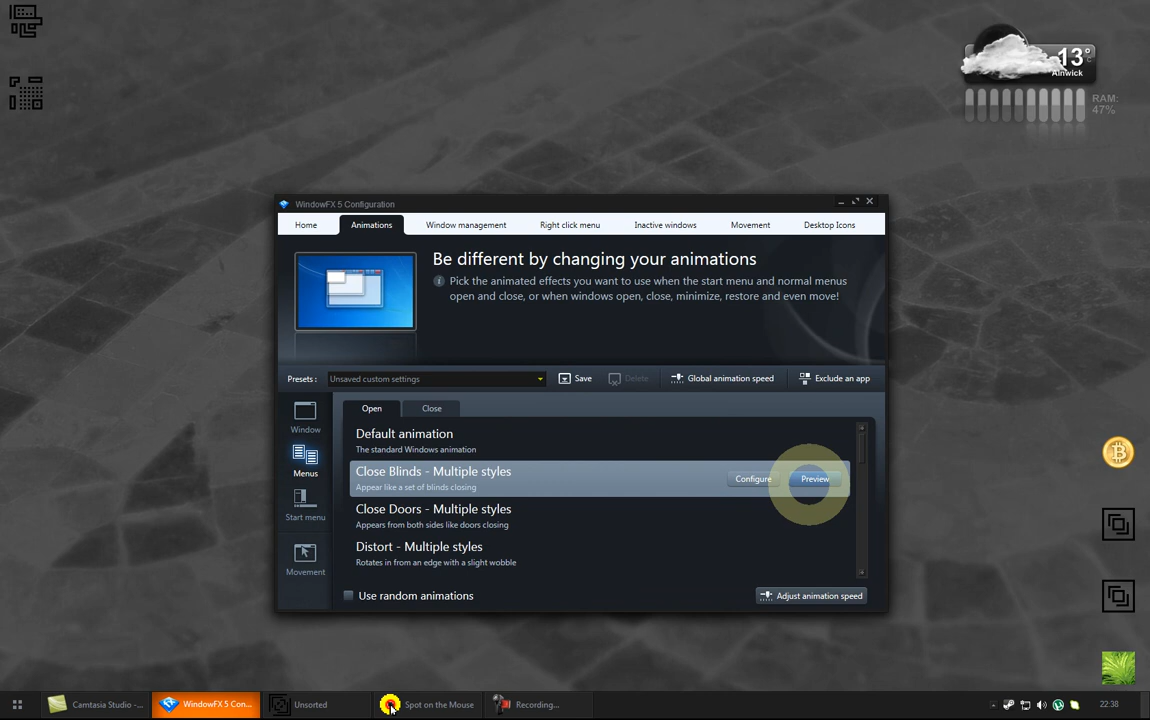 13°
Alnwick
RAM:
47%
WindowFX 5 Configuration
Home
Animations
Window management
Right click menu
Inactive windows
Movement
Desktop Icons
Be different by changing your animations
Pick the animated effects you want to use when the start menu and normal menus
open and close, or when windows open, close, minimize, restore and even move!
Presets :
Unsaved custom settings
Save
Delete
Global animation speed
Exclude an app
Window
Menus
Start menu
Movement
Open
Close
Default animation
The standard Windows animation
Close Blinds - Multiple styles
Appear like a set of blinds closing
Configure
Preview
Close Doors - Multiple styles
Appears from both sides like doors closing
Distort - Multiple styles
Rotates in from an edge with a slight wobble
Use random animations
Adjust animation speed
Camtasia Studio -...
WindowFX 5 Con...
Unsorted
Spot on the Mouse
Recording...
22:38